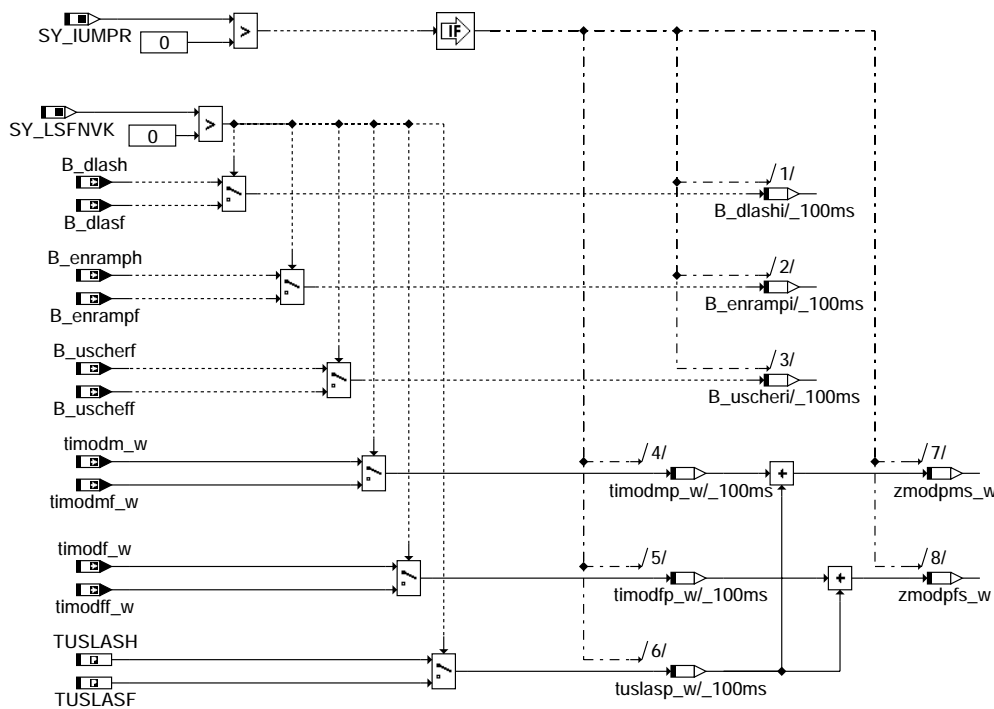 SY_IUMPR
0
>
IF
SY_LSFNVK
0
>
B_dlash
B_dlasf
/1/
B_dlashi/_100ms
B_enramph
B_enrampf
/2/
B_enrampi/_100ms
B_uscherf
B_uscheff
/3/
B_uscheri/_100ms
timodm_w
timodmf_w
/4/
timodmp_w/_100ms
+
/7/
zmodpms_w
timodf_w
timodff_w
/5/
timodfp_w/_100ms
+
/8/
zmodpfs_w
TUSLASH
P
P
TUSLASF
/6/
tuslasp_w/_100ms